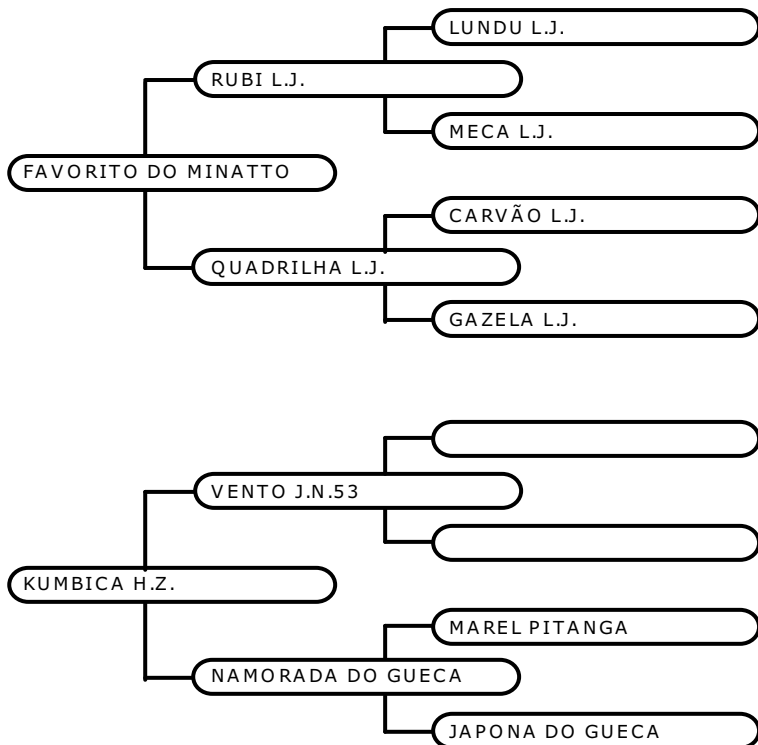 LUNDU L.J.
RUBI L.J.
MECA L.J.
FAVORITO DO MINATTO
CARVÃO L.J.
QUADRILHA L.J.
GAZELA L.J.
VENTO J.N.53
KUMBICA H.Z.
MAREL PITANGA
NAMORADA DO GUECA
JAPONA DO GUECA